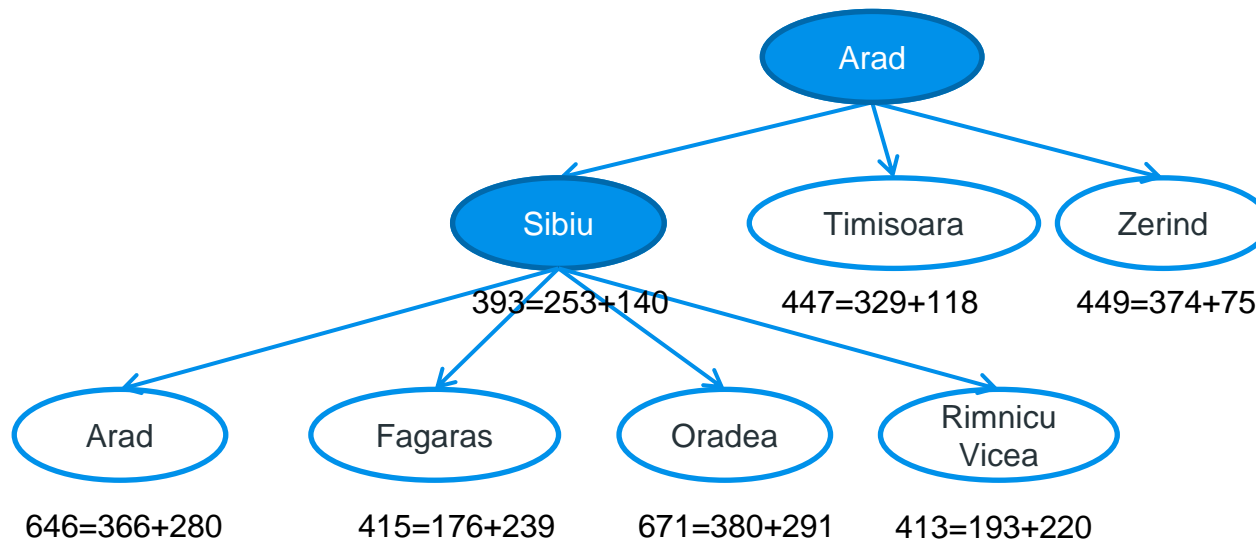 Arad
Sibiu
Timisoara
Zerind
393=253+140
447=329+118
449=374+75
Arad
Fagaras
Oradea
Rimnicu
Vicea
646=366+280
415=176+239
671=380+291
413=193+220